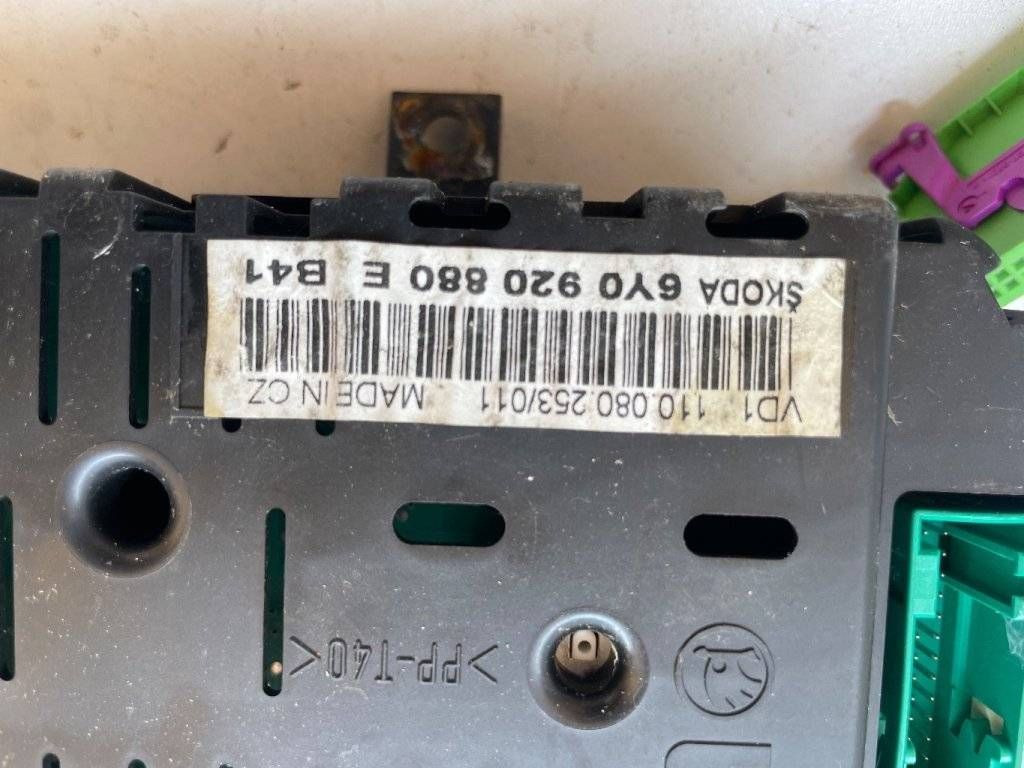 VD1 110.080.253/011 MADE IN CZ
ŠKODA 6Y0 920 880 E B41
>PP-T40<